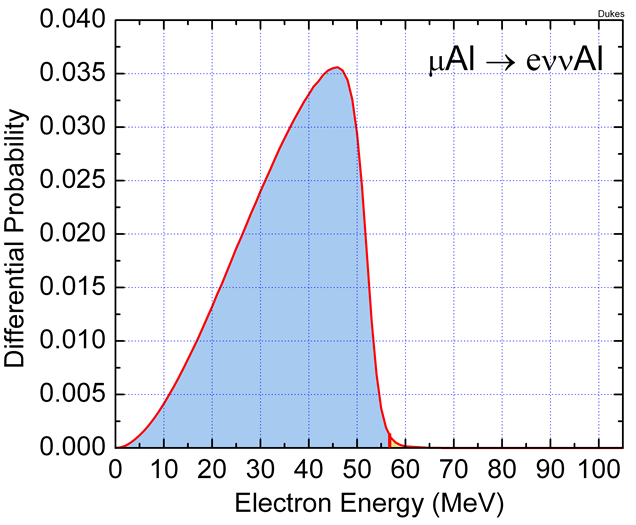 Dukes
μAl → eννAl
0.040
0.035
0.030
0.025
0.020
0.015
0.010
0.005
0.000
Differential Probability
0 10 20 30 40 50 60 70 80 90 100
Electron Energy (MeV)